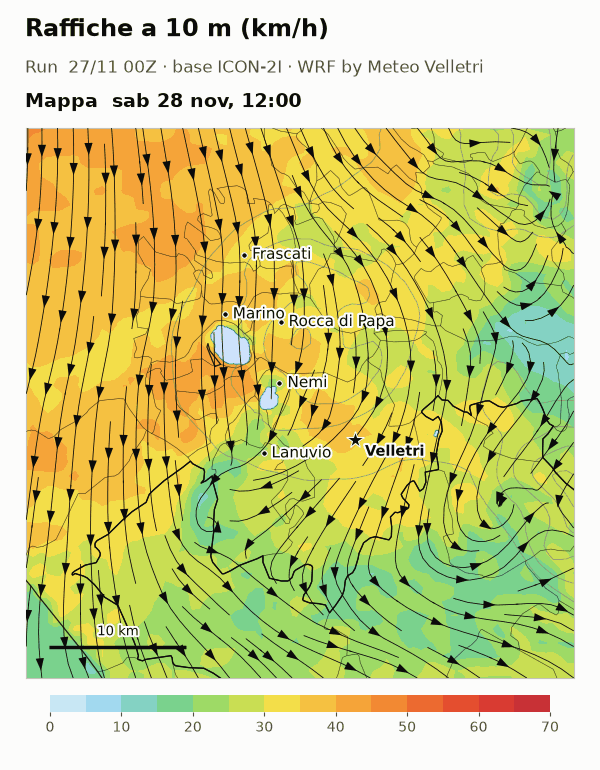 Raffiche a 10 m (km/h)
Run  27/11 00Z · base ICON-2I · WRF by Meteo Velletri
Mappa  sab 28 nov, 12:00
Frascati
Marino
Rocca di Papa
Nemi
Velletri
Lanuvio
10 km
0 10 20 30 40 50 60 70